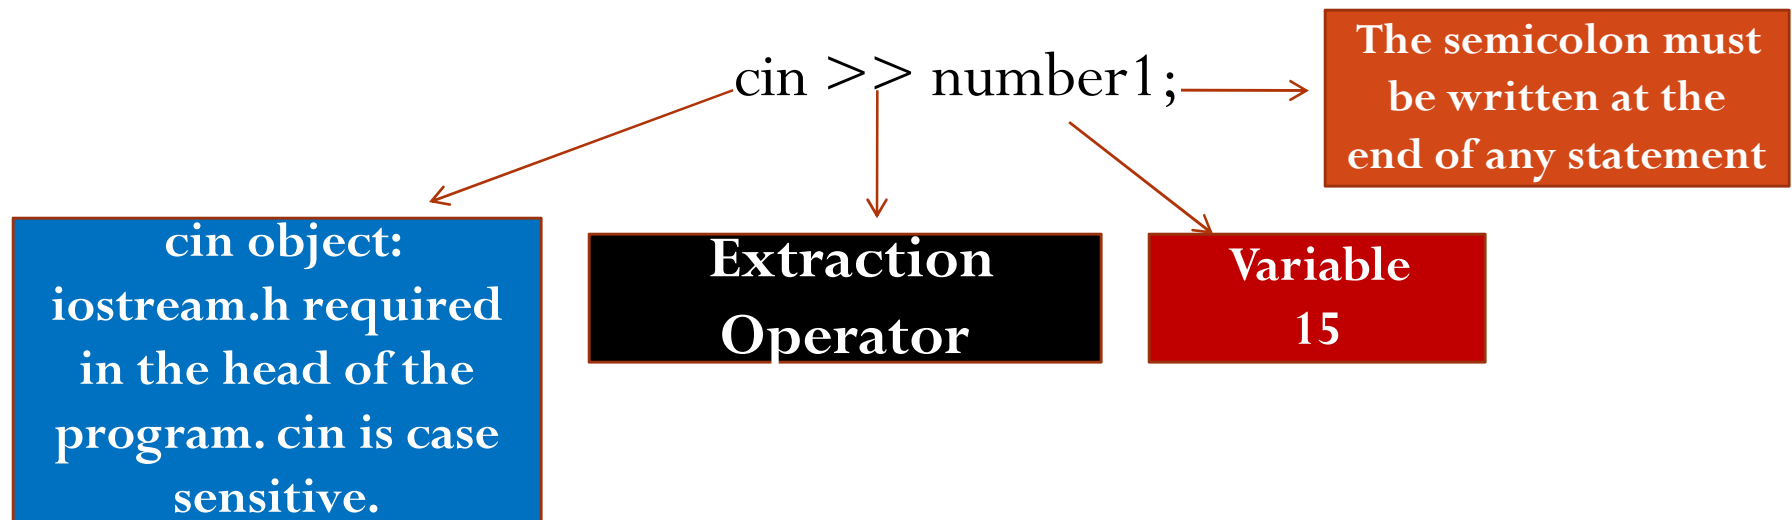 cin >> number1;
The semicolon must
be written at the
end of any statement
cin object:
iostream.h required
in the head of the
program. cin is case
sensitive.
Extraction
Operator
Variable
15